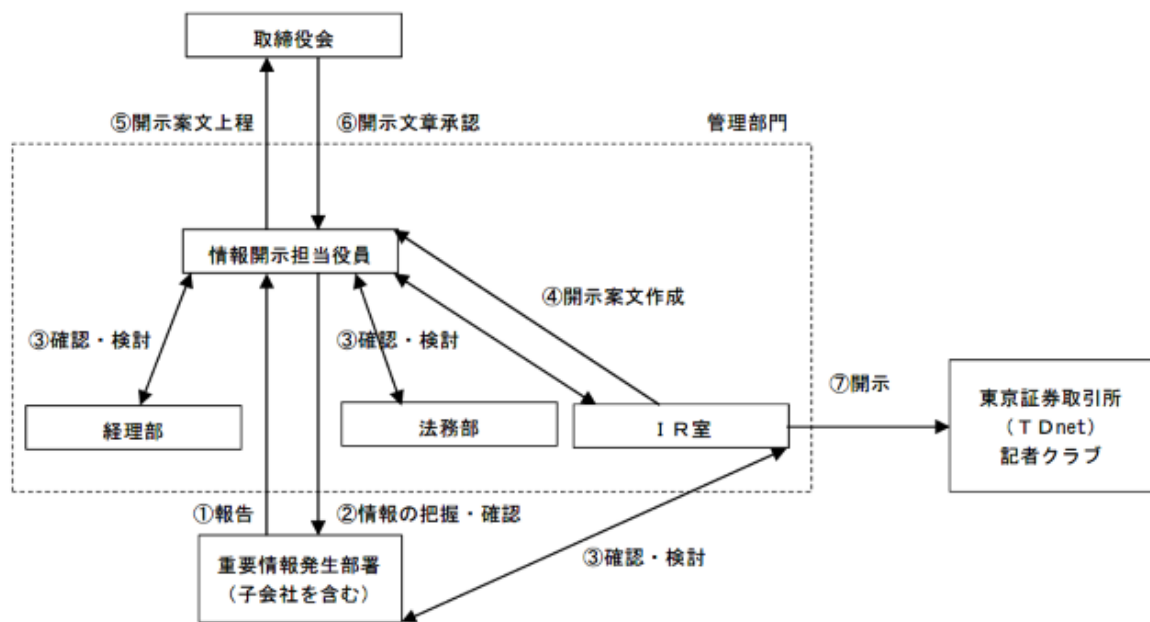 取締役会
⑤開示案文上程
⑥開示文章承認
管理部門
情報開示担当役員
④開示案文作成
③確認・検討
③確認・検討
⑦開示
経理部
法務部
ＩＲ室
東京証券取引所
（ＴＤnet）
記者クラブ
①報告
②情報の把握・確認
③確認・検討
重要情報発生部署
（子会社を含む）